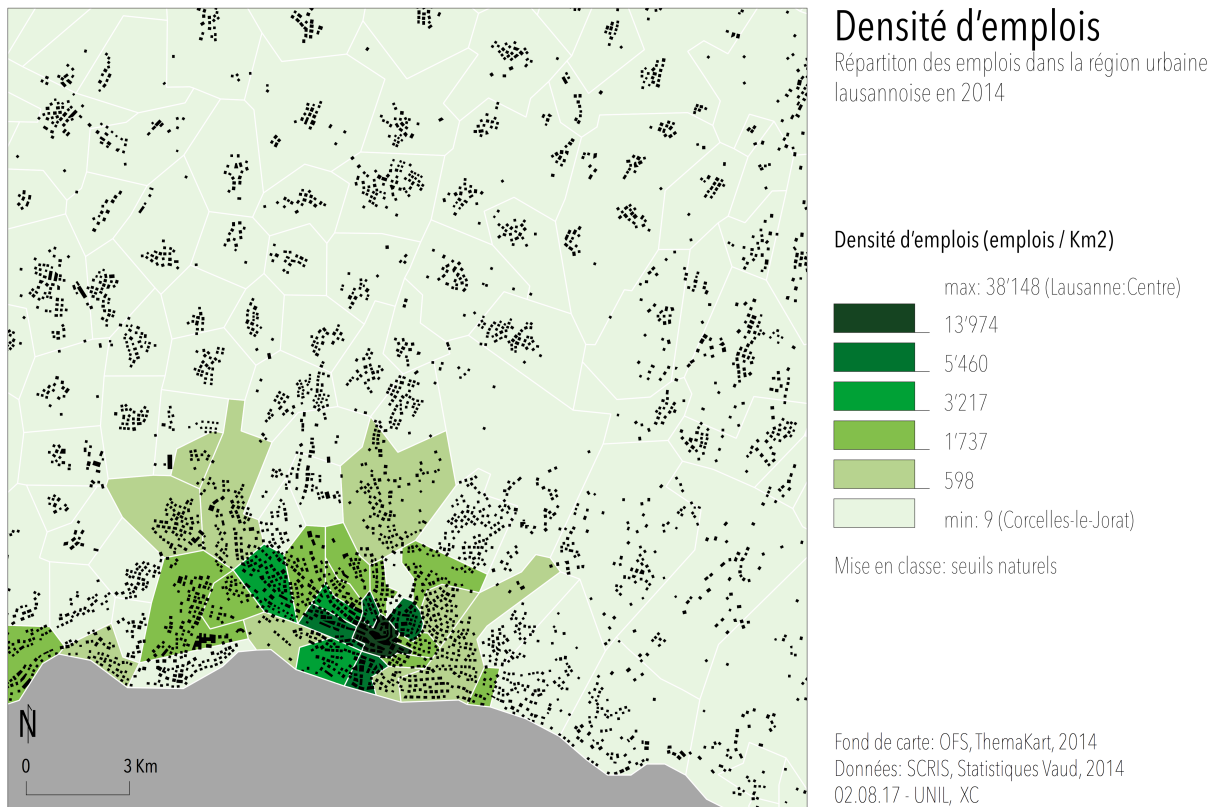 Densité d'emplois
Répartiton des emplois dans la région urbaine
lausannoise en 2014
Densité d'emplois (emplois / Km2)
max: 38'148 (Lausanne:Centre)
13'974
5'460
3'217
1'737
598
min: 9 (Corcelles-le-Jorat)
Mise en classe: seuils naturels
N
0 3 Km
Fond de carte: OFS, ThemaKart, 2014
Données: SCRIS, Statistiques Vaud, 2014
02.08.17 - UNIL, XC